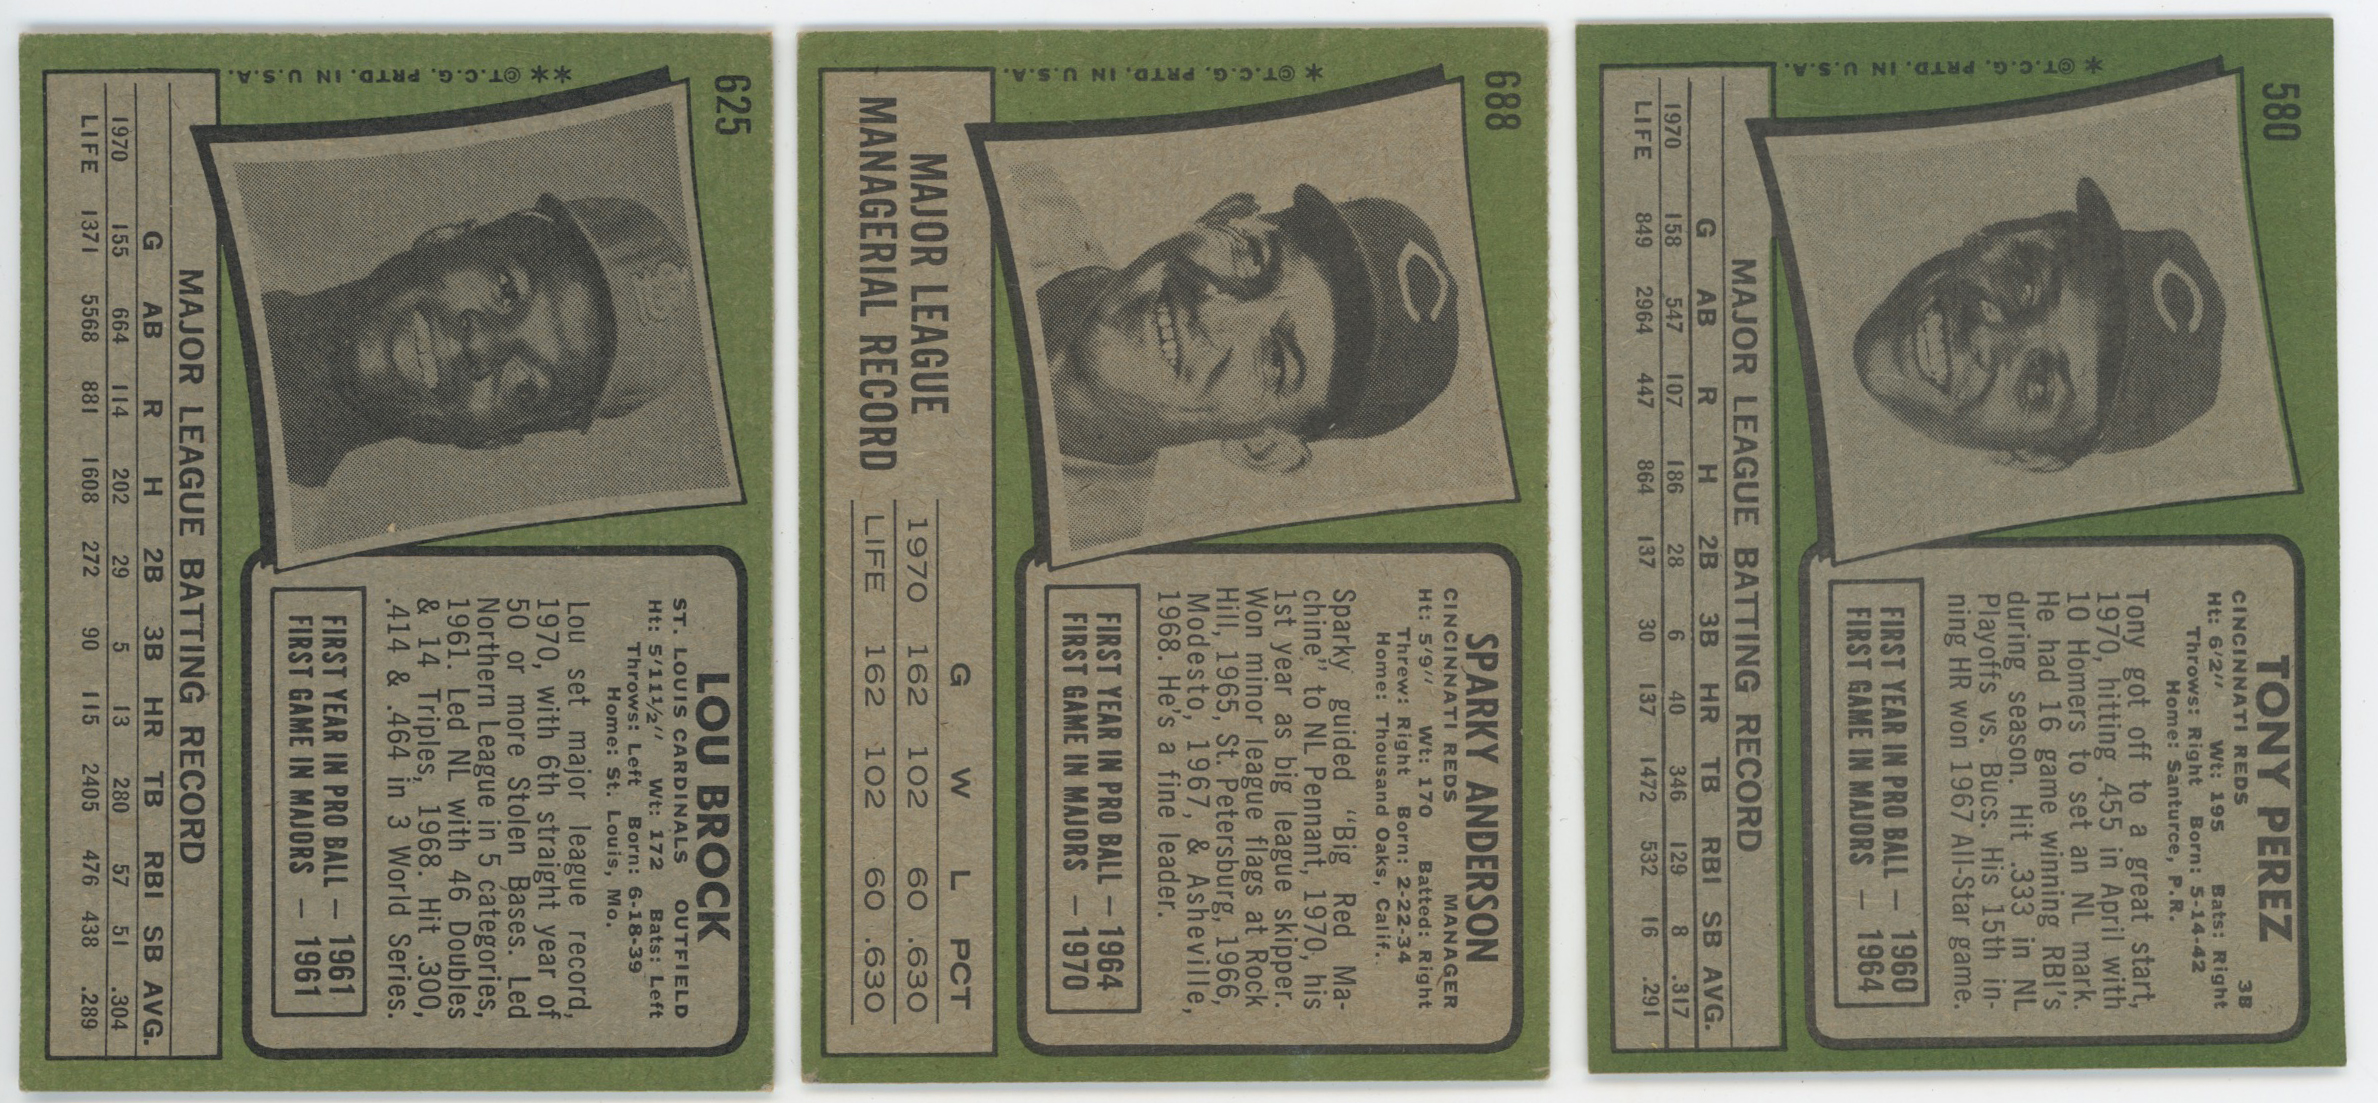 625
LOU BROCK
ST. LOUIS CARDINALS OUTFIELD
Ht: 5'11½" Wt: 172 Bats: Left
Throws: Left Born: 6-18-39
Home: St. Louis, Mo.
Lou set major league record,
1970, with 6th straight year of
50 or more Stolen Bases. Led
Northern League in 5 categories,
1961. Led NL with 46 Doubles
& 14 Triples, 1968. Hit .300,
.414 & .464 in 3 World Series.
FIRST YEAR IN PRO BALL — 1961
FIRST GAME IN MAJORS — 1961
MAJOR LEAGUE BATTING RECORD
G AB R H 2B 3B HR TB RBI SB AVG.
1970 155 664 114 202 29 5 13 280 57 51 .304
LIFE 1371 5568 881 1608 272 90 115 2405 476 438 .289
** © T.C.G. PRTD. IN U.S.A.
688
SPARKY ANDERSON
CINCINNATI REDS MANAGER
Ht: 5'9" Wt: 170 Batted: Right
Threw: Right Born: 2-22-34
Home: Thousand Oaks, Calif.
Sparky guided "Big Red Ma-
chine" to NL Pennant, 1970, his
1st year as big league skipper.
Won minor league flags at Rock
Hill, 1965, St. Petersburg, 1966,
Modesto, 1967, & Asheville,
1968. He's a fine leader.
FIRST YEAR IN PRO BALL — 1964
FIRST GAME IN MAJORS — 1970
MAJOR LEAGUE
MANAGERIAL RECORD
G W L PCT
1970 162 102 60 .630
LIFE 162 102 60 .630
* © T.C.G. PRTD. IN U.S.A.
580
TONY PEREZ
CINCINNATI REDS 3B
Ht: 6'2" Wt: 195 Bats: Right
Throws: Right Born: 5-14-42
Home: Santurce, P.R.
Tony got off to a great start,
1970, hitting .455 in April with
10 Homers to set an NL mark.
He had 16 game winning RBI's
during season. Hit .333 in NL
Playoffs vs. Bucs. His 15th in-
ning HR won 1967 All-Star game.
FIRST YEAR IN PRO BALL — 1960
FIRST GAME IN MAJORS — 1964
MAJOR LEAGUE BATTING RECORD
G AB R H 2B 3B HR TB RBI SB AVG.
1970 158 547 107 186 28 6 40 346 129 8 .317
LIFE 849 2964 447 864 137 30 137 1472 532 16 .291
* © T.C.G. PRTD. IN U.S.A.
C
C